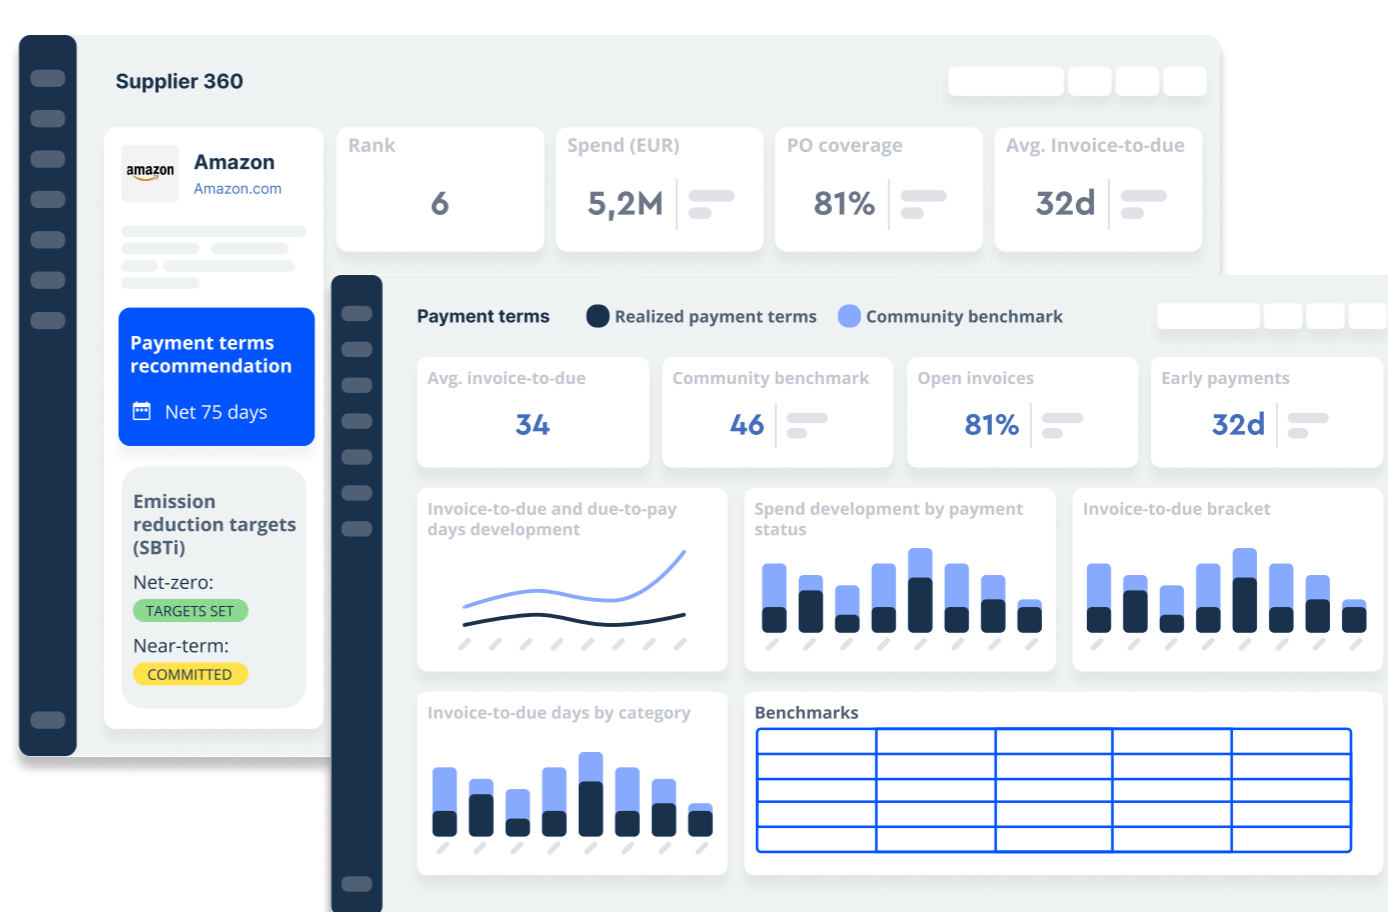 Supplier 360
amazon
Amazon
Amazon.com
Rank
6
Spend (EUR)
5,2M
PO coverage
81%
Avg. Invoice-to-due
32d
Payment terms
recommendation
Net 75 days
Emission
reduction targets
(SBTi)
Net-zero:
TARGETS SET
Near-term:
COMMITTED
Payment terms
Realized payment terms
Community benchmark
Avg. invoice-to-due
34
Community benchmark
46
Open invoices
81%
Early payments
32d
Invoice-to-due and due-to-pay
days development
Spend development by payment
status
Invoice-to-due bracket
Invoice-to-due days by category
Benchmarks